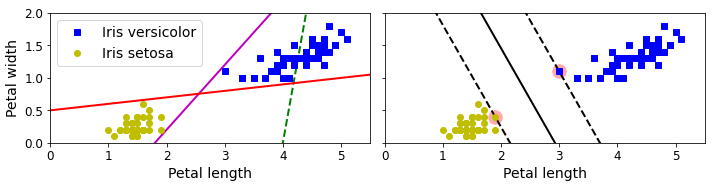 2.0
1.5
1.0
0.5
0.0
Petal width
Iris versicolor
Iris setosa
0 1 2 3 4 5
Petal length
0 1 2 3 4 5
Petal length